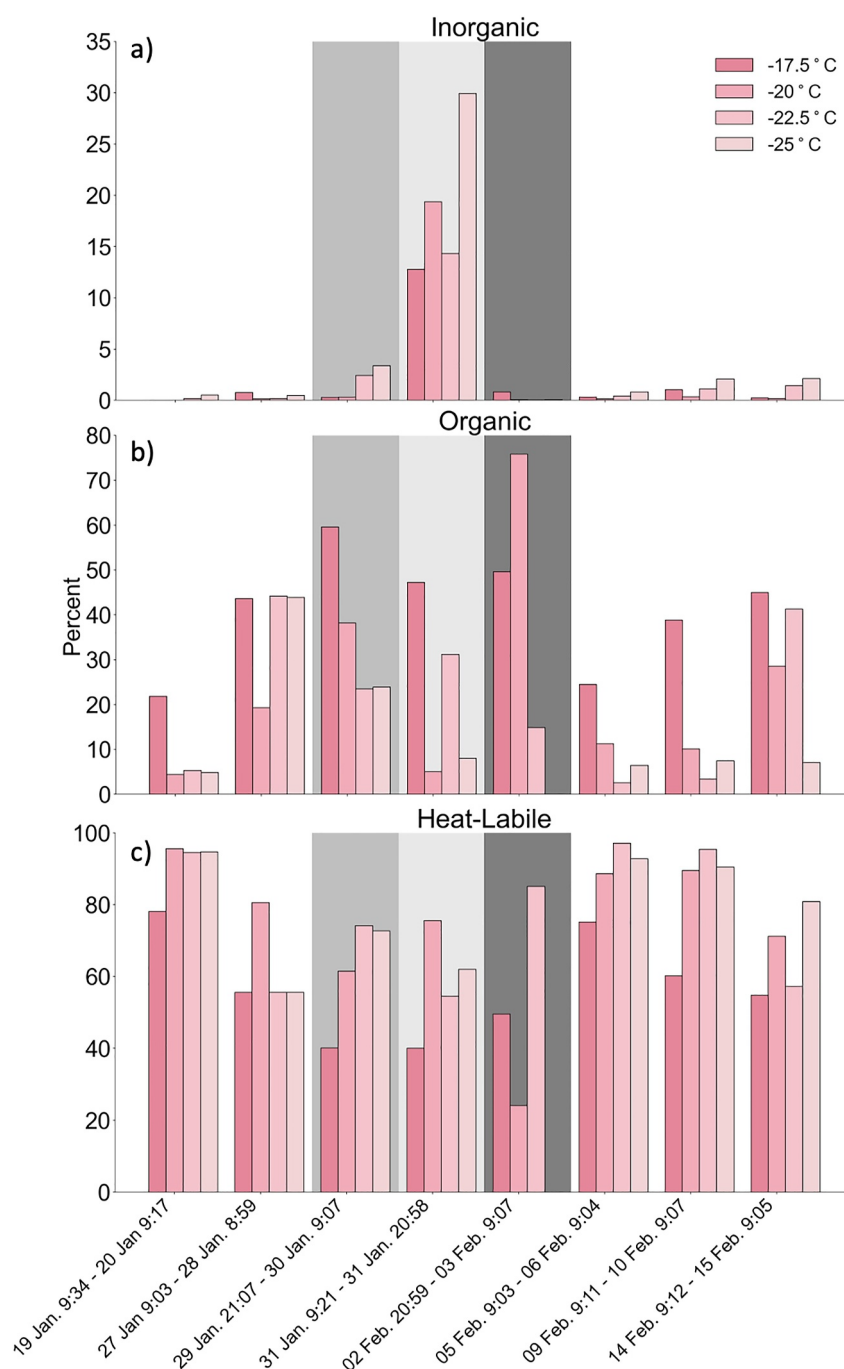 Inorganic
a)
35
30
25
20
15
10
5
0
-17.5°C
-20°C
-22.5°C
-25°C
Organic
b)
80
70
60
50
40
30
20
10
0
Percent
Heat-Labile
c)
100
80
60
40
20
0
19 Jan. 9:34 - 20 Jan 9:17
27 Jan 9:03 - 28 Jan. 8:59
29 Jan. 21:07 - 30 Jan. 9:07
31 Jan. 9:21 - 31 Jan. 20:58
02 Feb. 20:59 - 03 Feb. 9:07
05 Feb. 9:03 - 06 Feb. 9:04
09 Feb. 9:11 - 10 Feb. 9:07
14 Feb. 9:12 - 15 Feb. 9:05